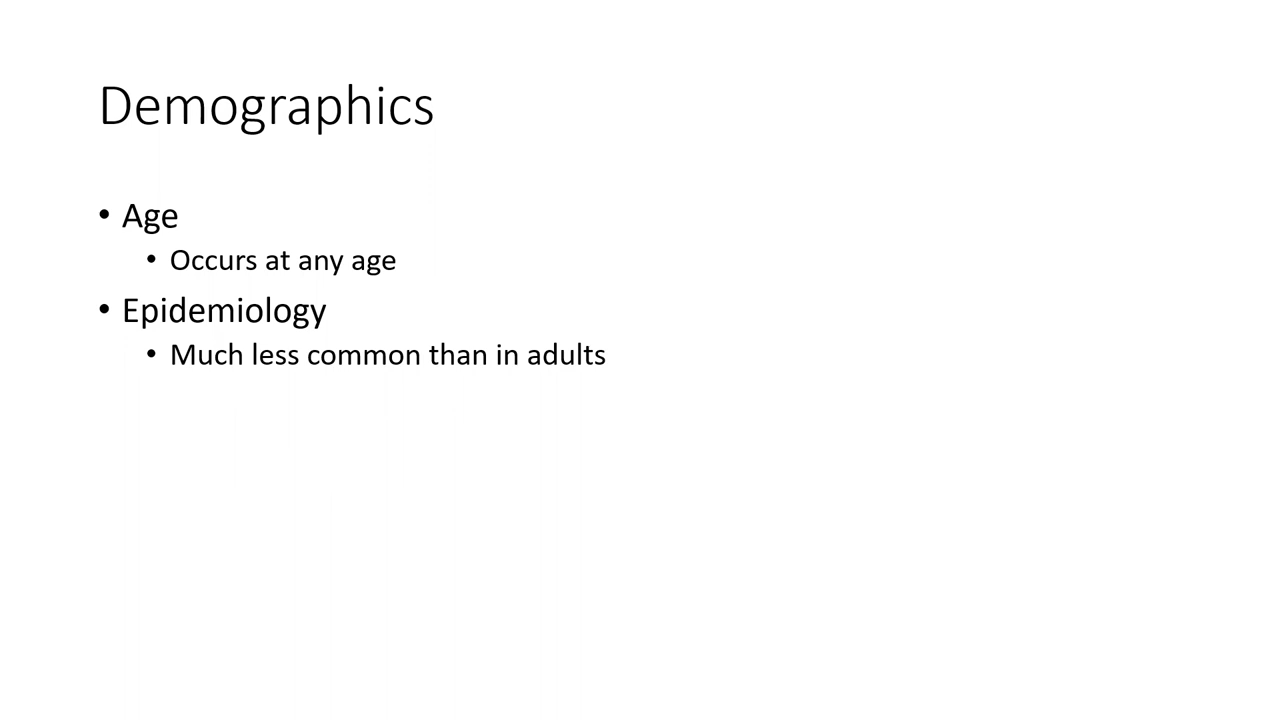 Demographics
• Age
• Occurs at any age
• Epidemiology
• Much less common than in adults